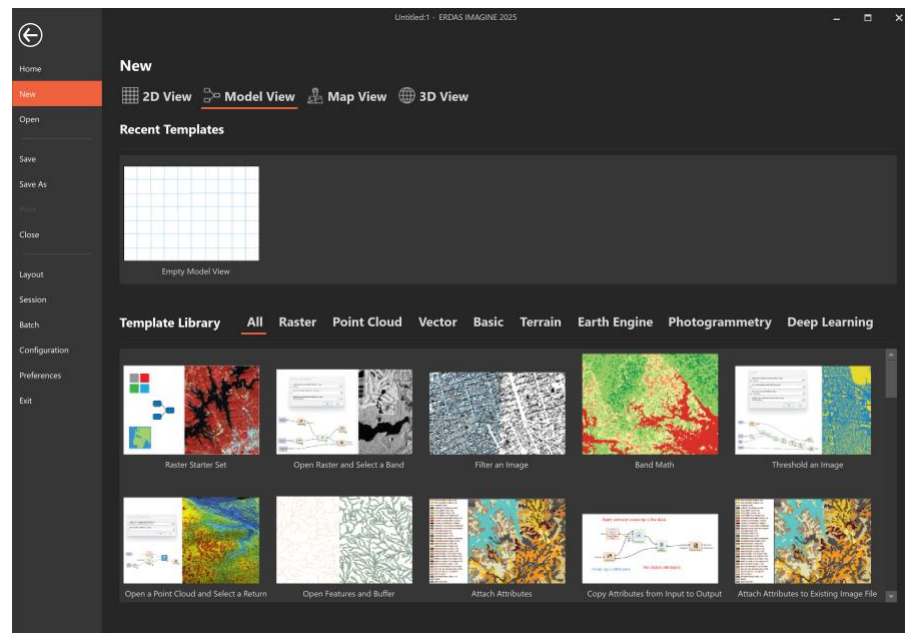 Untitled:1 - ERDAS IMAGINE 2025
Home
New
Open
Save
Save As
Print
Close
Layout
Session
Batch
Configuration
Preferences
Exit
New
2D View Model View Map View 3D View
Recent Templates
Empty Model View
Template Library All Raster Point Cloud Vector Basic Terrain Earth Engine Photogrammetry Deep Learning
Raster Starter Set Open Raster and Select a Band Filter an Image Band Math Threshold an Image
Open a Point Cloud and Select a Return Open Features and Buffer Attach Attributes Copy Attributes from Input to Output Attach Attributes to Existing Image File